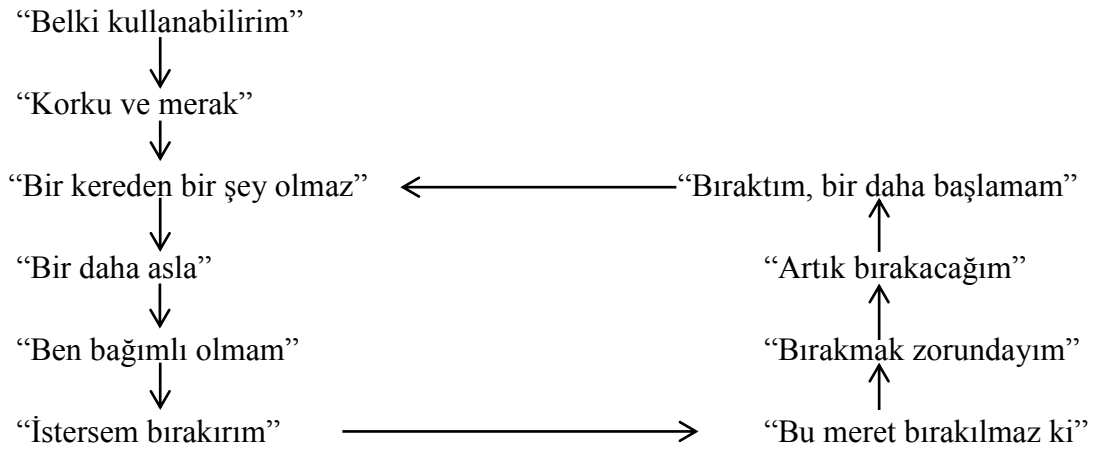 “Belki kullanabilirim”
“Korku ve merak”
“Bir kereden bir şey olmaz”
“Bıraktım, bir daha başlamam”
“Bir daha asla”
“Artık bırakacağım”
“Ben bağımlı olmam”
“Bırakmak zorundayım”
“İstersem bırakırım”
“Bu meret bırakılmaz ki”